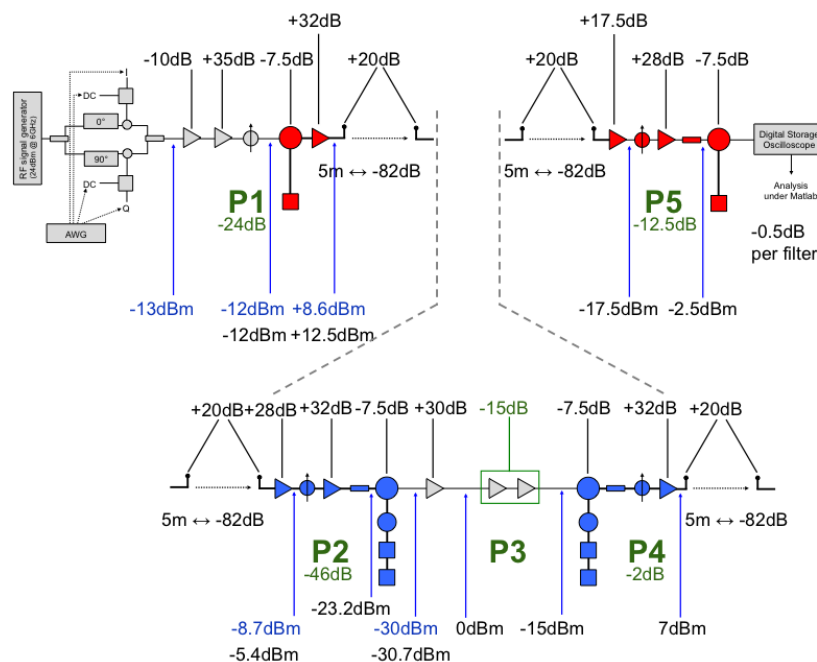 +32dB
-10dB
+35dB
-7.5dB
+20dB
RF signal generator
(24dBm @ 6GHz)
I
DC
0°
90°
DC
Q
AWG
5m ↔ -82dB
P1
-24dB
-13dBm
-12dBm
+8.6dBm
-12dBm
+12.5dBm
+17.5dB
+20dB
+28dB
-7.5dB
Digital Storage
Oscilloscope
Analysis
under Matlab
5m ↔ -82dB
P5
-12.5dB
-0.5dB
per filter
-17.5dBm
-2.5dBm
+20dB
+28dB
+32dB
-7.5dB
+30dB
-15dB
-7.5dB
+32dB
+20dB
5m ↔ -82dB
P2
-46dB
P3
P4
-2dB
5m ↔ -82dB
-23.2dBm
-8.7dBm
-5.4dBm
-30dBm
-30.7dBm
0dBm
-15dBm
7dBm